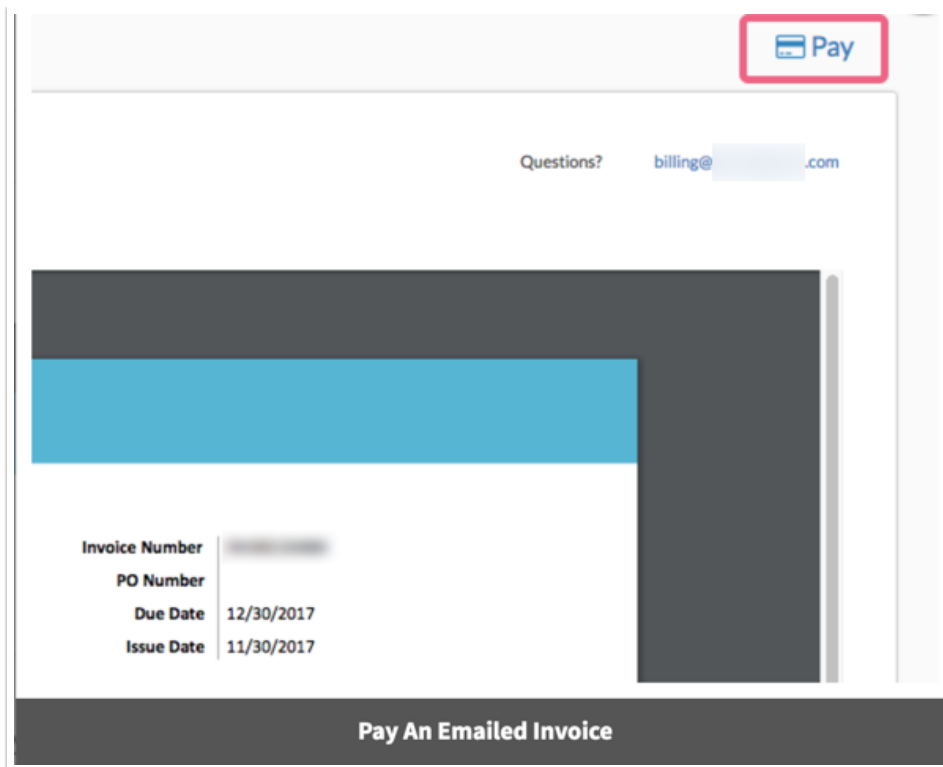 Pay
Questions? billing@ .com
Invoice Number
PO Number
Due Date 12/30/2017
Issue Date 11/30/2017
Pay An Emailed Invoice